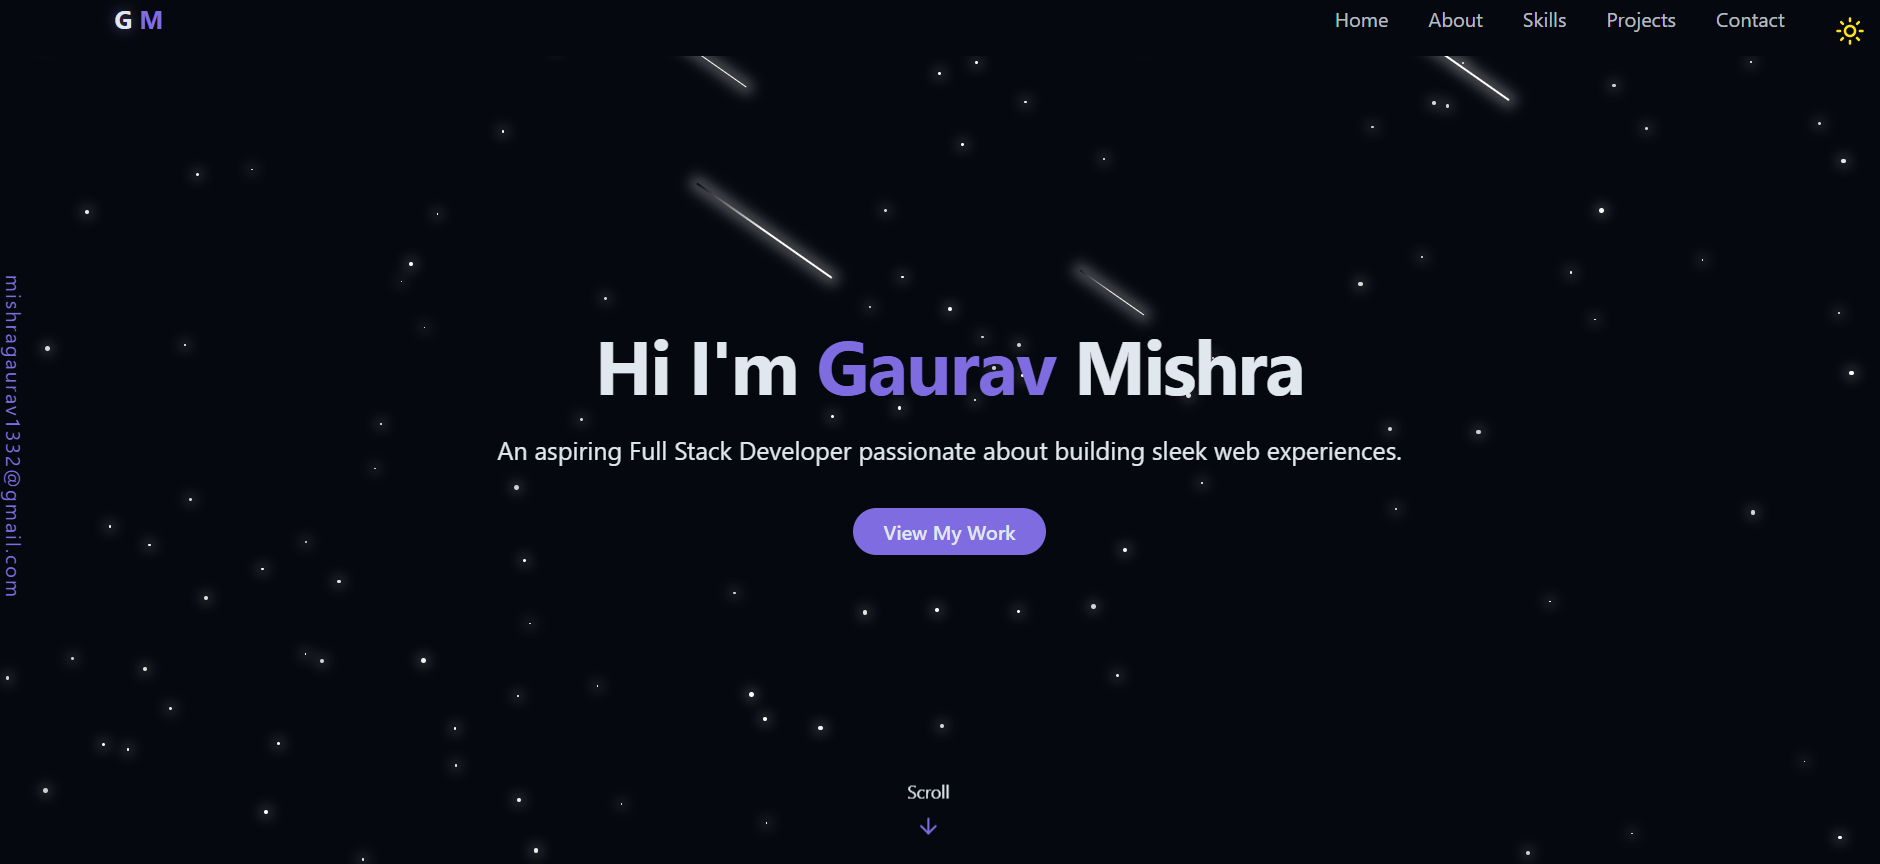 G M
Home About Skills Projects Contact
mishragaurav1332@gmail.com
Hi I'm Gaurav Mishra
An aspiring Full Stack Developer passionate about building sleek web experiences.
View My Work
Scroll